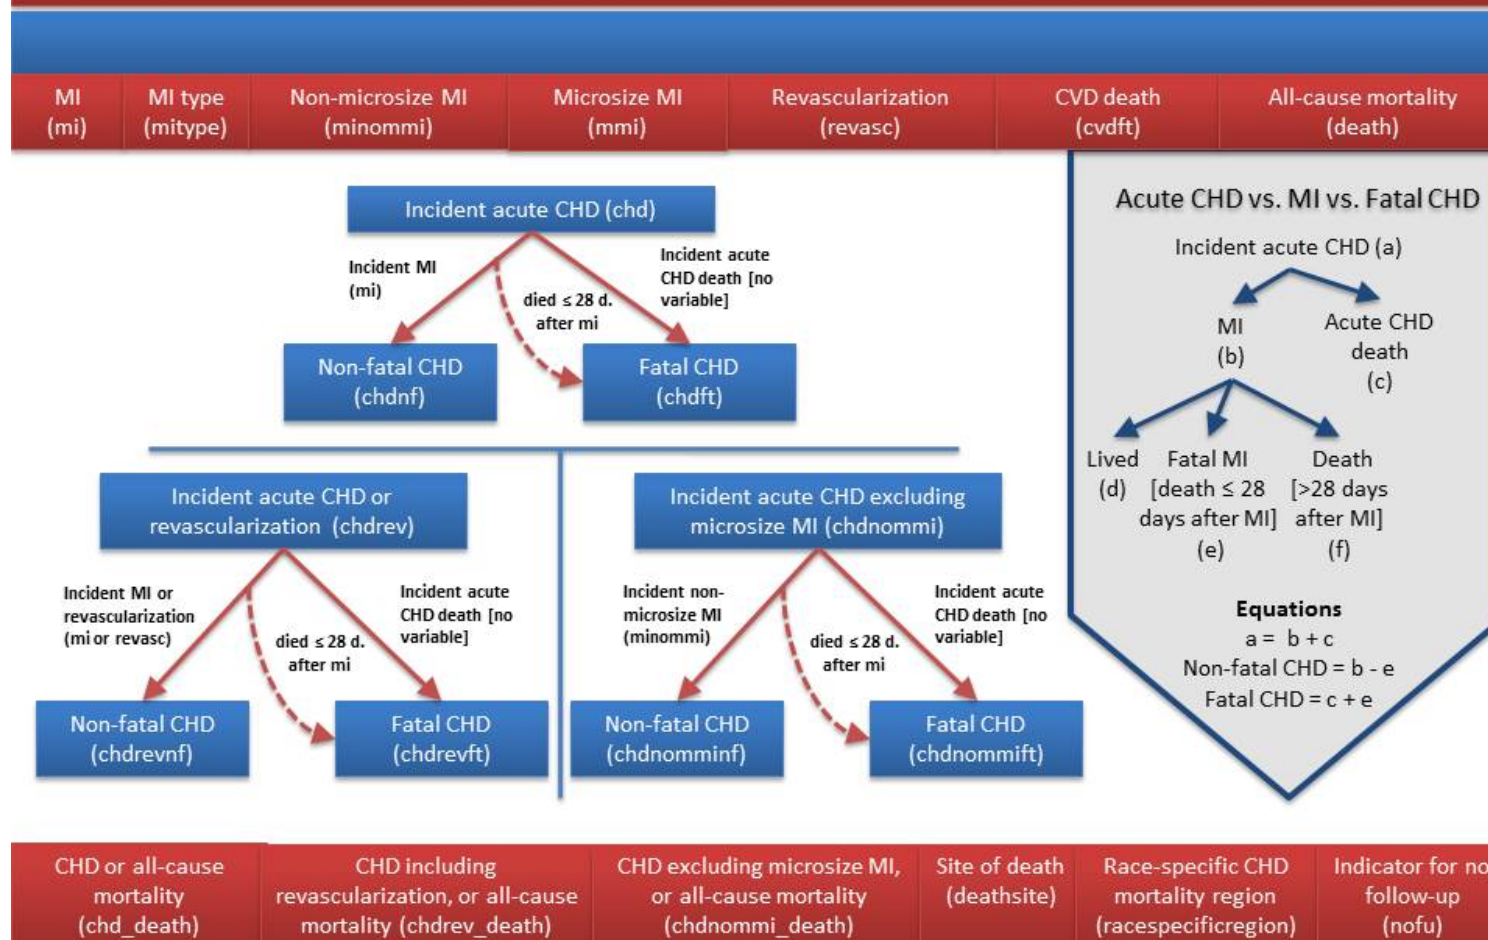 MI
(mi)
MI type
(mitype)
Non-microsize MI
(minommi)
Microsize MI
(mmi)
Revascularization
(revasc)
CVD death
(cvdft)
All-cause mortality
(death)
Incident acute CHD (chd)
Incident MI
(mi)
died ≤ 28 d.
after mi
Incident acute
CHD death [no
variable]
Non-fatal CHD
(chdnf)
Fatal CHD
(chdft)
Incident acute CHD or
revascularization (chdrev)
Incident MI or
revascularization
(mi or revasc)
died ≤ 28 d.
after mi
Incident acute
CHD death [no
variable]
Non-fatal CHD
(chdrevnf)
Fatal CHD
(chdrevft)
Incident acute CHD excluding
microsize MI (chdnommi)
Incident non-
microsize MI
(minommi)
died ≤ 28 d.
after mi
Incident acute
CHD death [no
variable]
Non-fatal CHD
(chdnomminf)
Fatal CHD
(chdnommift)
Acute CHD vs. MI vs. Fatal CHD
Incident acute CHD (a)
MI
(b)
Acute CHD
death
(c)
Lived
(d)
Fatal MI
[death ≤ 28
days after MI]
(e)
Death
[>28 days
after MI]
(f)
Equations
a = b + c
Non-fatal CHD = b - e
Fatal CHD = c + e
CHD or all-cause
mortality
(chd_death)
CHD including
revascularization, or all-cause
mortality (chdrev_death)
CHD excluding microsize MI,
or all-cause mortality
(chdnommi_death)
Site of death
(deathsite)
Race-specific CHD
mortality region
(racespecificregion)
Indicator for no
follow-up
(nofu)